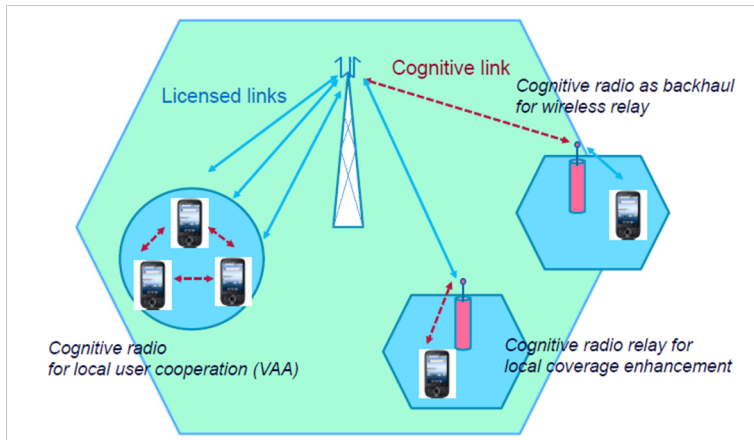 Licensed links
Cognitive link
Cognitive radio as backhaul
for wireless relay
Cognitive radio
for local user cooperation (VAA)
Cognitive radio relay for
local coverage enhancement